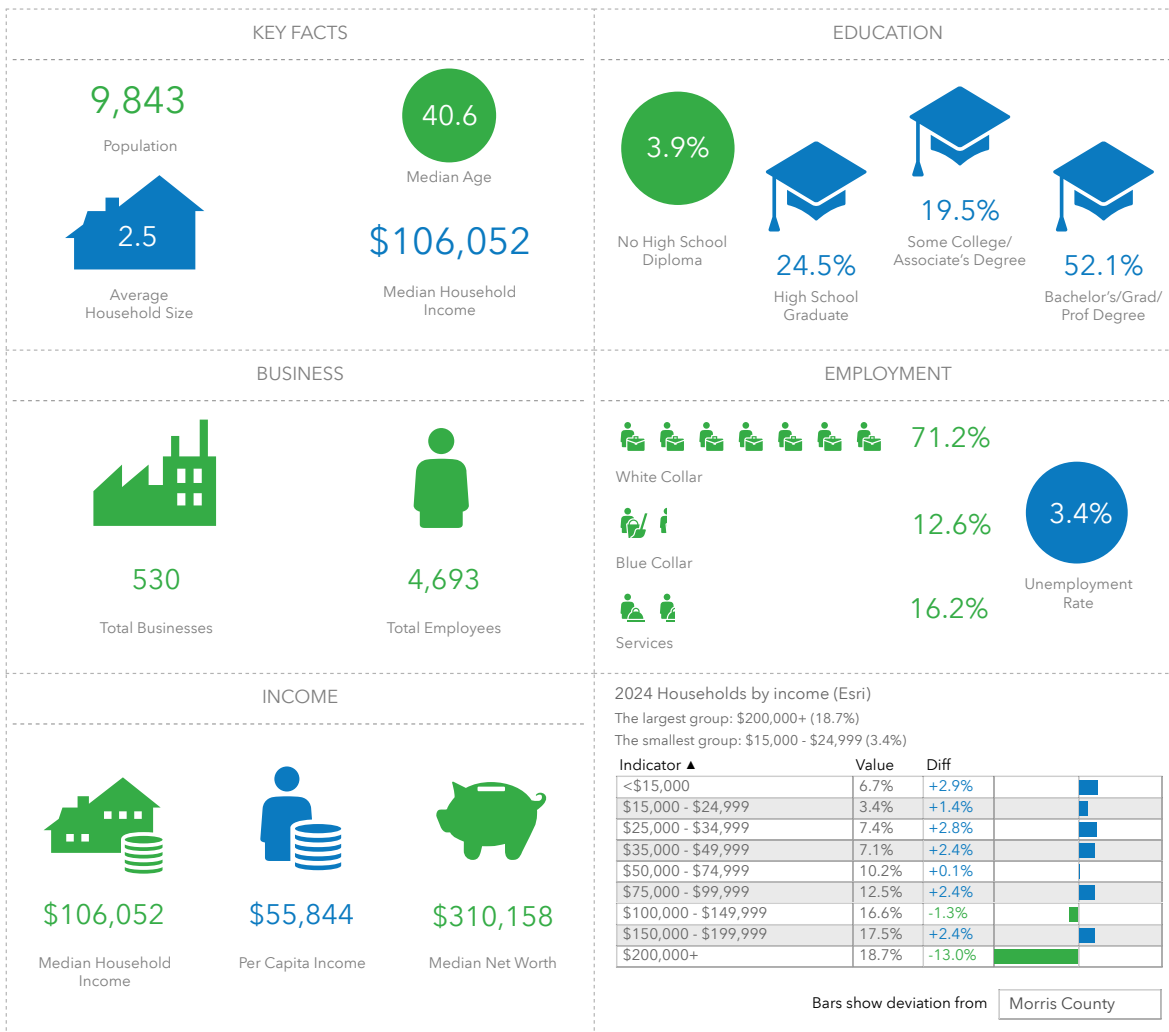 KEY FACTS
9,843
Population
40.6
Median Age
2.5
Average
Household Size
$106,052
Median Household
Income
EDUCATION
3.9%
No High School
Diploma
24.5%
High School
Graduate
19.5%
Some College/
Associate's Degree
52.1%
Bachelor's/Grad/
Prof Degree
BUSINESS
530
Total Businesses
4,693
Total Employees
EMPLOYMENT
71.2%
White Collar
12.6%
Blue Collar
16.2%
Services
3.4%
Unemployment
Rate
INCOME
$106,052
Median Household
Income
$55,844
Per Capita Income
$310,158
Median Net Worth
2024 Households by income (Esri)
The largest group: $200,000+ (18.7%)
The smallest group: $15,000 - $24,999 (3.4%)
Indicator ▲ Value Diff
<$15,000 6.7% +2.9%
$15,000 - $24,999 3.4% +1.4%
$25,000 - $34,999 7.4% +2.8%
$35,000 - $49,999 7.1% +2.4%
$50,000 - $74,999 10.2% +0.1%
$75,000 - $99,999 12.5% +2.4%
$100,000 - $149,999 16.6% -1.3%
$150,000 - $199,999 17.5% +2.4%
$200,000+ 18.7% -13.0%
Bars show deviation from Morris County